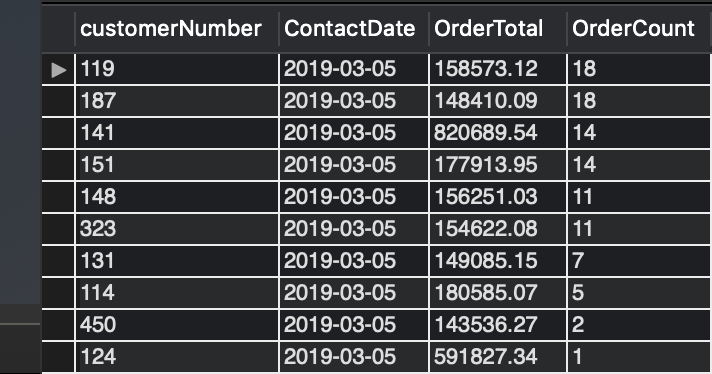 customerNumber ContactDate OrderTotal OrderCount
119 2019-03-05 158573.12 18
187 2019-03-05 148410.09 18
141 2019-03-05 820689.54 14
151 2019-03-05 177913.95 14
148 2019-03-05 156251.03 11
323 2019-03-05 154622.08 11
131 2019-03-05 149085.15 7
114 2019-03-05 180585.07 5
450 2019-03-05 143536.27 2
124 2019-03-05 591827.34 1